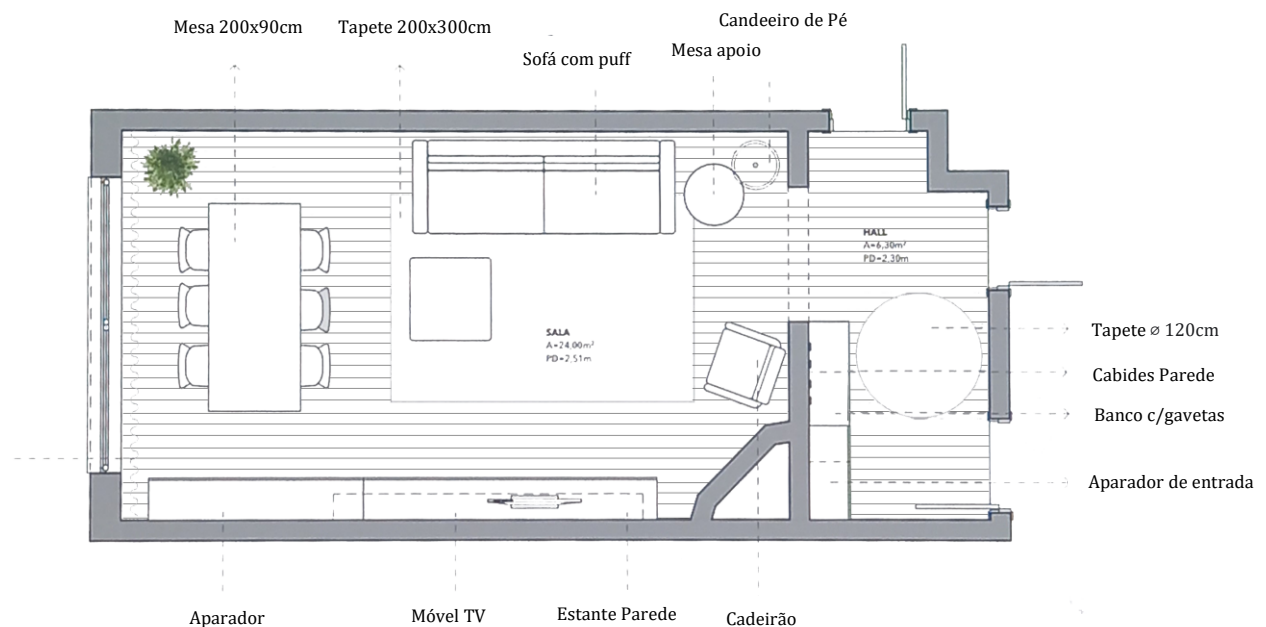 Candeeiro de Pé
Mesa 200x90cm
Tapete 200x300cm
Sofá com puff
Mesa apoio
HALL
A=6,30m²
PD=2,30m
SALA
A=24,00m²
PD=2,51m
Tapete ⌀ 120cm
Cabides Parede
Banco c/gavetas
Aparador de entrada
Aparador
Móvel TV
Estante Parede
Cadeirão